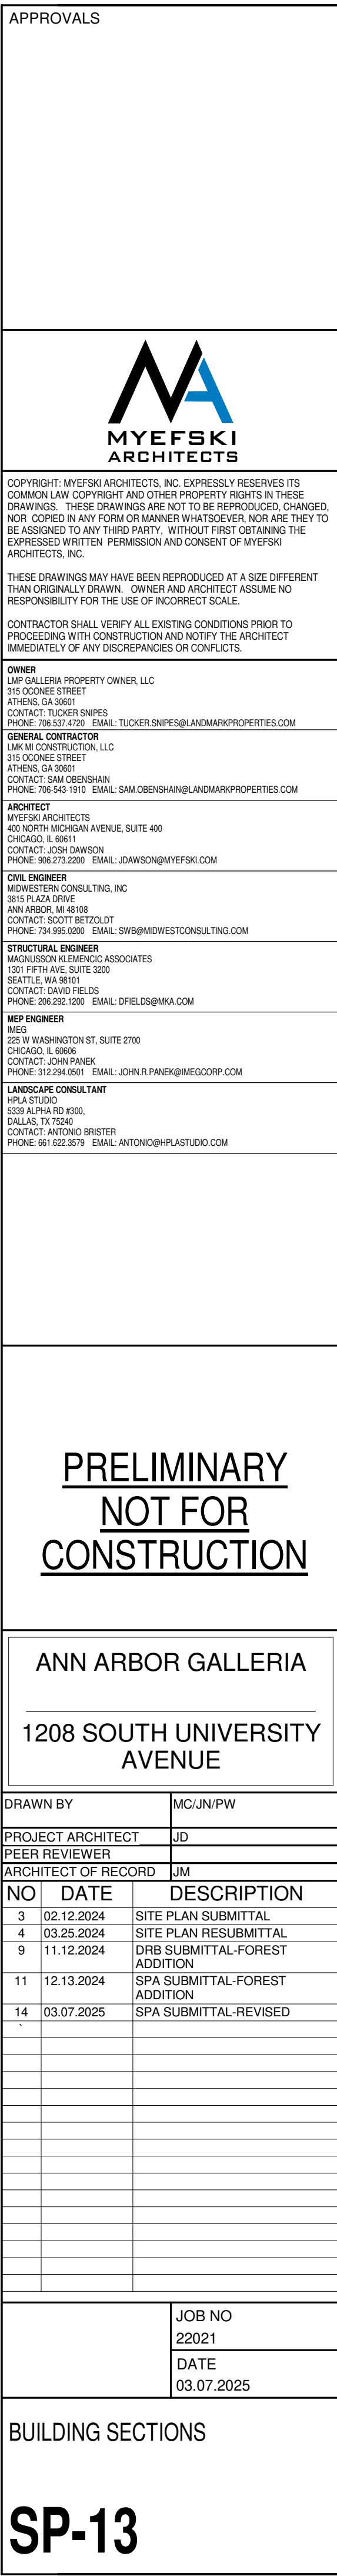 APPROVALS
MYEFSKI
ARCHITECTS
COPYRIGHT: MYEFSKI ARCHITECTS, INC. EXPRESSLY RESERVES ITS
COMMON LAW COPYRIGHT AND OTHER PROPERTY RIGHTS IN THESE
DRAWINGS. THESE DRAWINGS ARE NOT TO BE REPRODUCED, CHANGED,
NOR COPIED IN ANY FORM OR MANNER WHATSOEVER, NOR ARE THEY TO
BE ASSIGNED TO ANY THIRD PARTY, WITHOUT FIRST OBTAINING THE
EXPRESSED WRITTEN PERMISSION AND CONSENT OF MYEFSKI
ARCHITECTS, INC.
THESE DRAWINGS MAY HAVE BEEN REPRODUCED AT A SIZE DIFFERENT
THAN ORIGINALLY DRAWN. OWNER AND ARCHITECT ASSUME NO
RESPONSIBILITY FOR THE USE OF INCORRECT SCALE.
CONTRACTOR SHALL VERIFY ALL EXISTING CONDITIONS PRIOR TO
PROCEEDING WITH CONSTRUCTION AND NOTIFY THE ARCHITECT
IMMEDIATELY OF ANY DISCREPANCIES OR CONFLICTS.
OWNER
LMP GALLERIA PROPERTY OWNER, LLC
315 OCONEE STREET
ATHENS, GA 30601
CONTACT: TUCKER SNIPES
PHONE: 706.537.4720 EMAIL: TUCKER.SNIPES@LANDMARKPROPERTIES.COM
GENERAL CONTRACTOR
LMK MI CONSTRUCTION, LLC
315 OCONEE STREET
ATHENS, GA 30601
CONTACT: SAM OBENSHAIN
PHONE: 706-543-1910 EMAIL: SAM.OBENSHAIN@LANDMARKPROPERTIES.COM
ARCHITECT
MYEFSKI ARCHITECTS
400 NORTH MICHIGAN AVENUE, SUITE 400
CHICAGO, IL 60611
CONTACT: JOSH DAWSON
PHONE: 906.273.2200 EMAIL: JDAWSON@MYEFSKI.COM
CIVIL ENGINEER
MIDWESTERN CONSULTING, INC
3815 PLAZA DRIVE
ANN ARBOR, MI 48108
CONTACT: SCOTT BETZOLDT
PHONE: 734.995.0200 EMAIL: SWB@MIDWESTCONSULTING.COM
STRUCTURAL ENGINEER
MAGNUSSON KLEMENCIC ASSOCIATES
1301 FIFTH AVE, SUITE 3200
SEATTLE, WA 98101
CONTACT: DAVID FIELDS
PHONE: 206.292.1200 EMAIL: DFIELDS@MKA.COM
MEP ENGINEER
IMEG
225 W WASHINGTON ST, SUITE 2700
CHICAGO, IL 60606
CONTACT: JOHN PANEK
PHONE: 312.294.0501 EMAIL: JOHN.R.PANEK@IMEGCORP.COM
LANDSCAPE CONSULTANT
HPLA STUDIO
5339 ALPHA RD #300,
DALLAS, TX 75240
CONTACT: ANTONIO BRISTER
PHONE: 661.622.3579 EMAIL: ANTONIO@HPLASTUDIO.COM
PRELIMINARY
NOT FOR
CONSTRUCTION
ANN ARBOR GALLERIA
1208 SOUTH UNIVERSITY
AVENUE
DRAWN BY MC/JN/PW
PROJECT ARCHITECT JD
PEER REVIEWER
ARCHITECT OF RECORD JM
NO DATE DESCRIPTION
3 02.12.2024 SITE PLAN SUBMITTAL
4 03.25.2024 SITE PLAN RESUBMITTAL
9 11.12.2024 DRB SUBMITTAL-FOREST
ADDITION
11 12.13.2024 SPA SUBMITTAL-FOREST
ADDITION
14 03.07.2025 SPA SUBMITTAL-REVISED
`
JOB NO
22021
DATE
03.07.2025
BUILDING SECTIONS
SP-13